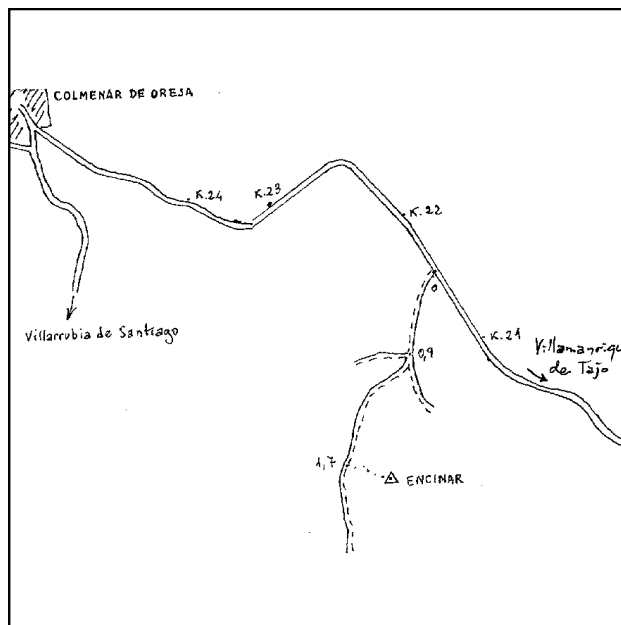 COLMENAR DE OREJA
K.24
K.23
K.22
0
K.21
Villarrubia de Santiago
0,9
Villamanrique
de Tajo
1,7
ENCINAR